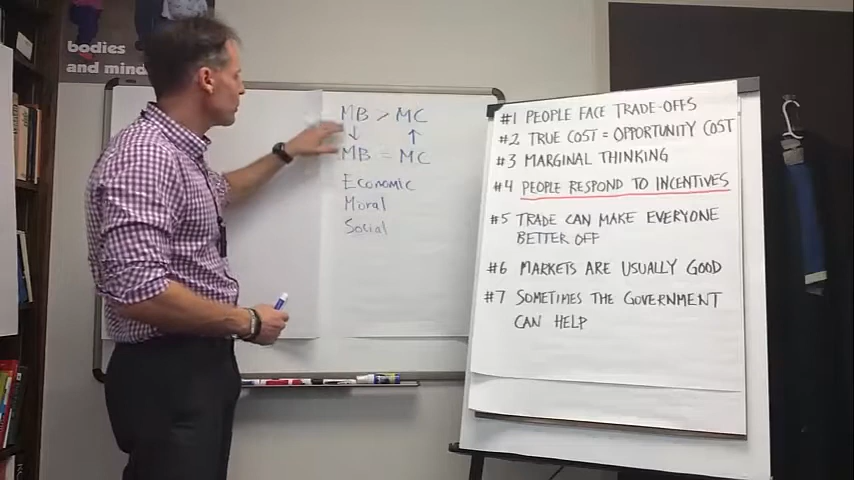 bodies
and minds
MB > MC
↓ ↑
MB = MC
Economic
Moral
Social
#1 PEOPLE FACE TRADE-OFFS
#2 TRUE COST = OPPORTUNITY COST
#3 MARGINAL THINKING
#4 PEOPLE RESPOND TO INCENTIVES
#5 TRADE CAN MAKE EVERYONE
BETTER OFF
#6 MARKETS ARE USUALLY GOOD
#7 SOMETIMES THE GOVERNMENT
CAN HELP